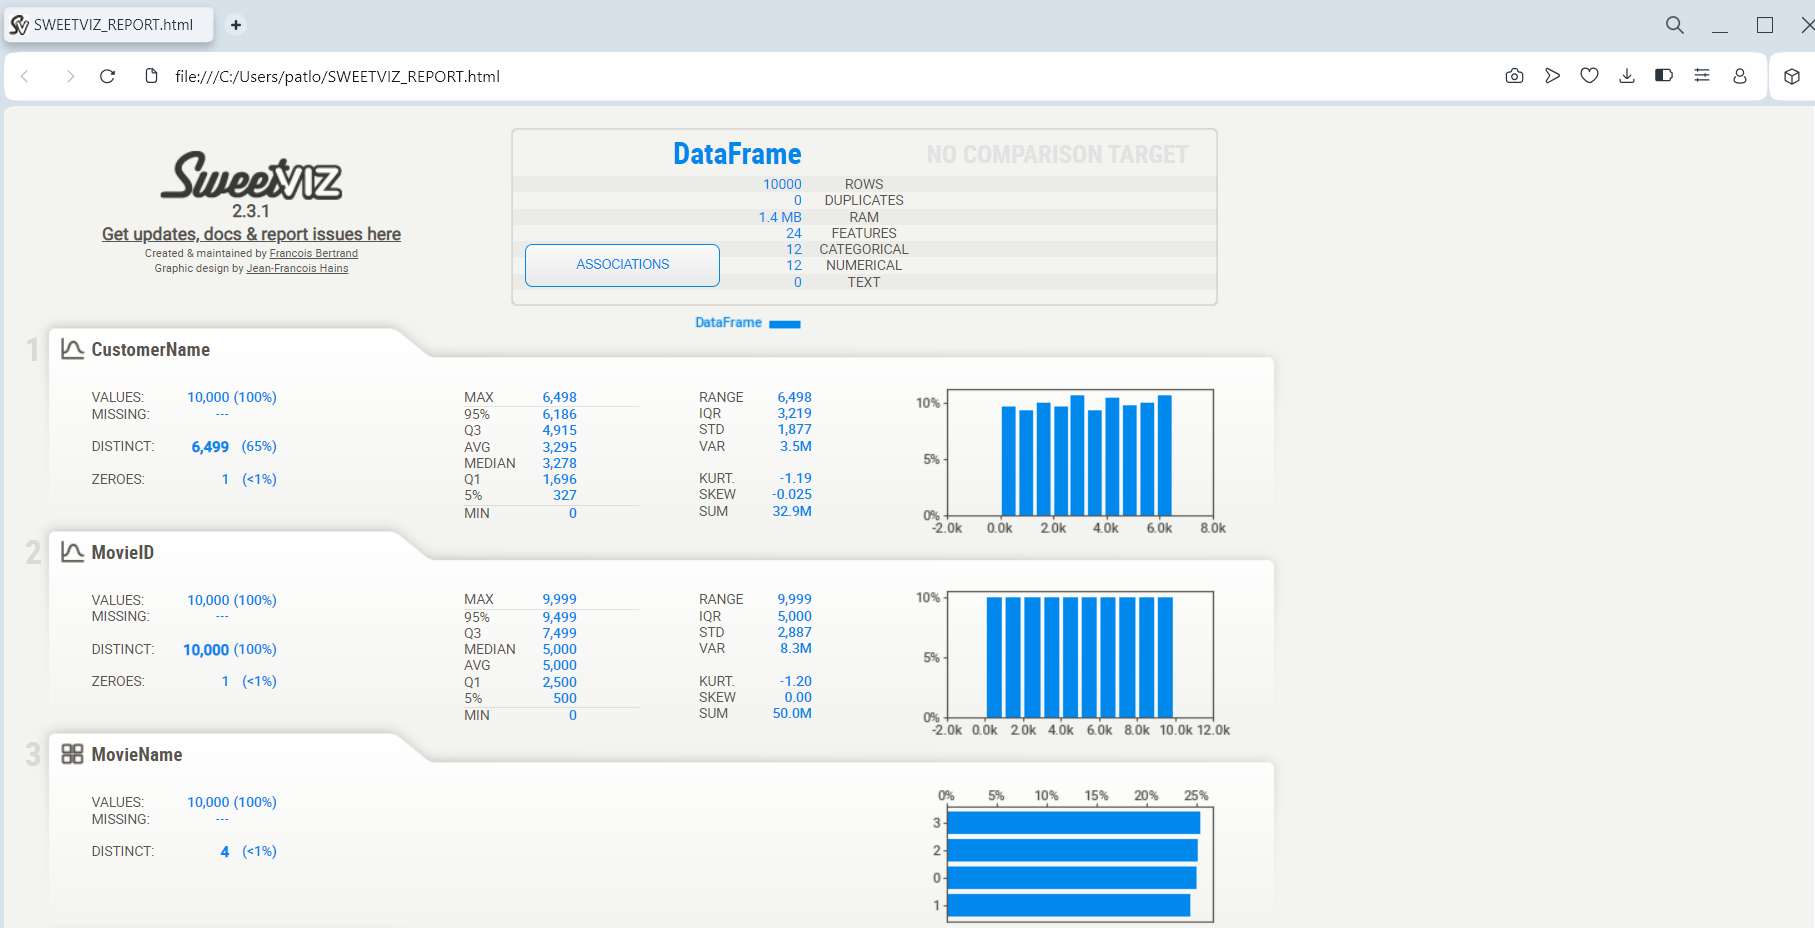 SWEETVIZ_REPORT.html
file:///C:/Users/patlo/SWEETVIZ_REPORT.html
SweetVIZ
2.3.1
Get updates, docs & report issues here
Created & maintained by Francois Bertrand
Graphic design by Jean-Francois Hains
DataFrame NO COMPARISON TARGET
10000 ROWS
0 DUPLICATES
1.4 MB RAM
24 FEATURES
12 CATEGORICAL
12 NUMERICAL
0 TEXT
ASSOCIATIONS
DataFrame
1 CustomerName
VALUES: 10,000 (100%)
MISSING: ---
DISTINCT: 6,499 (65%)
ZEROES: 1 (<1%)
MAX 6,498
95% 6,186
Q3 4,915
AVG 3,295
MEDIAN 3,278
Q1 1,696
5% 327
MIN 0
RANGE 6,498
IQR 3,219
STD 1,877
VAR 3.5M
KURT. -1.19
SKEW -0.025
SUM 32.9M
10%
5%
0%
-2.0k 0.0k 2.0k 4.0k 6.0k 8.0k
2 MovieID
VALUES: 10,000 (100%)
MISSING: ---
DISTINCT: 10,000 (100%)
ZEROES: 1 (<1%)
MAX 9,999
95% 9,499
Q3 7,499
MEDIAN 5,000
AVG 5,000
Q1 2,500
5% 500
MIN 0
RANGE 9,999
IQR 5,000
STD 2,887
VAR 8.3M
KURT. -1.20
SKEW 0.00
SUM 50.0M
10%
5%
0%
-2.0k 0.0k 2.0k 4.0k 6.0k 8.0k 10.0k 12.0k
3 MovieName
VALUES: 10,000 (100%)
MISSING: ---
DISTINCT: 4 (<1%)
0% 5% 10% 15% 20% 25%
3
2
0
1